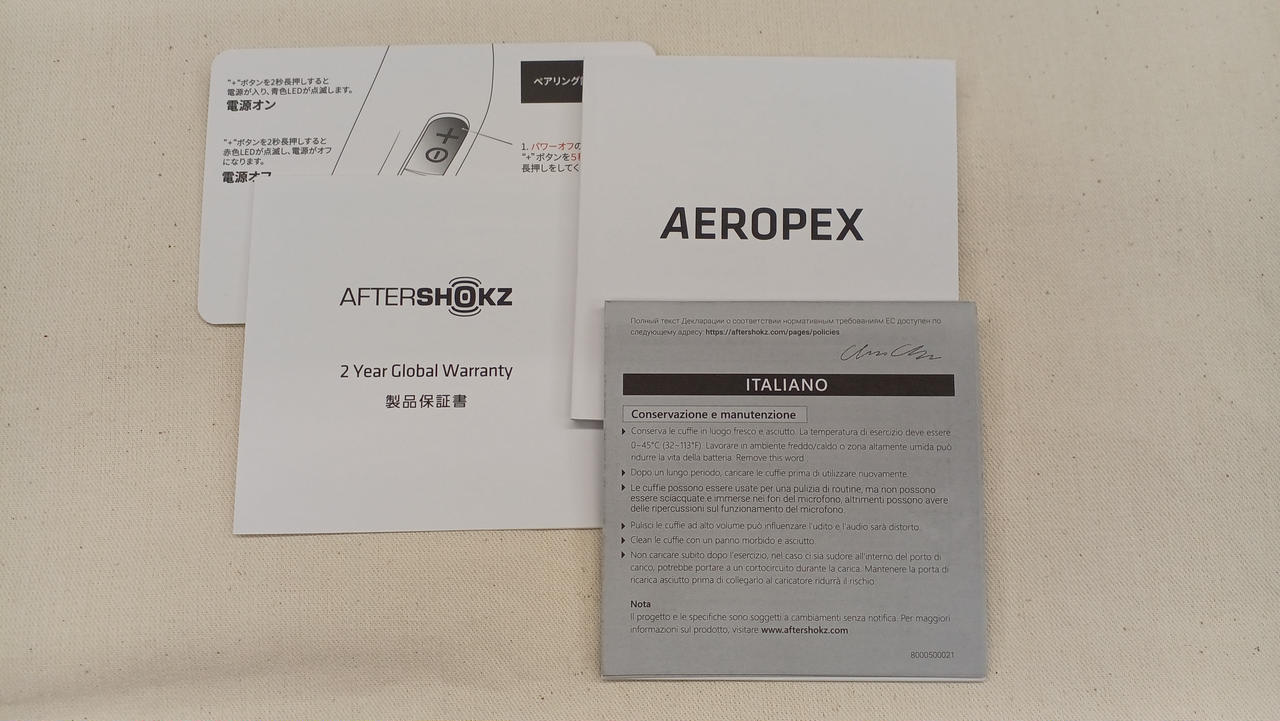 "+"ボタンを2秒長押しすると
電源が入り、青色LEDが点滅します。
電源オン
"+"ボタンを2秒長押しすると
赤色LEDが点滅し、電源がオフ
になります。
電源オフ
ペアリング
1. パワーオフの
"+"ボタンを5
長押しをしてく
AEROPEX
AFTERSHOKZ
2 Year Global Warranty
製品保証書
Полный текст Декларации о соответствии нормативным требованиям ЕС доступен по
следующему адресу: https://aftershokz.com/pages/policies
ITALIANO
Conservazione e manutenzione
Conserva le cuffie in luogo fresco e asciutto. La temperatura di esercizio deve essere
0~45°C (32~113°F). Lavorare in ambiente freddo/caldo o zona altamente umida può
ridurre la vita della batteria. Remove this word
Dopo un lungo periodo, caricare le cuffie prima di utilizzare nuovamente.
Le cuffie possono essere usate per una pulizia di routine, ma non possono
essere sciacquate e immerse nei fori del microfono, altrimenti possono avere
delle ripercussioni sul funzionamento del microfono.
Pulisci le cuffie ad alto volume può influenzare l'udito e l'audio sarà distorto.
Clean le cuffie con un panno morbido e asciutto.
Non caricare subito dopo l'esercizio, nel caso ci sia sudore all'interno del porto di
carico, potrebbe portare a un cortocircuito durante la carica. Mantenere la porta di
ricarica asciutto prima di collegarlo al caricatore ridurrà il rischio.
Nota
Il progetto e le specifiche sono soggetti a cambiamenti senza notifica. Per maggiori
informazioni sul prodotto, visitare www.aftershokz.com
8000500021